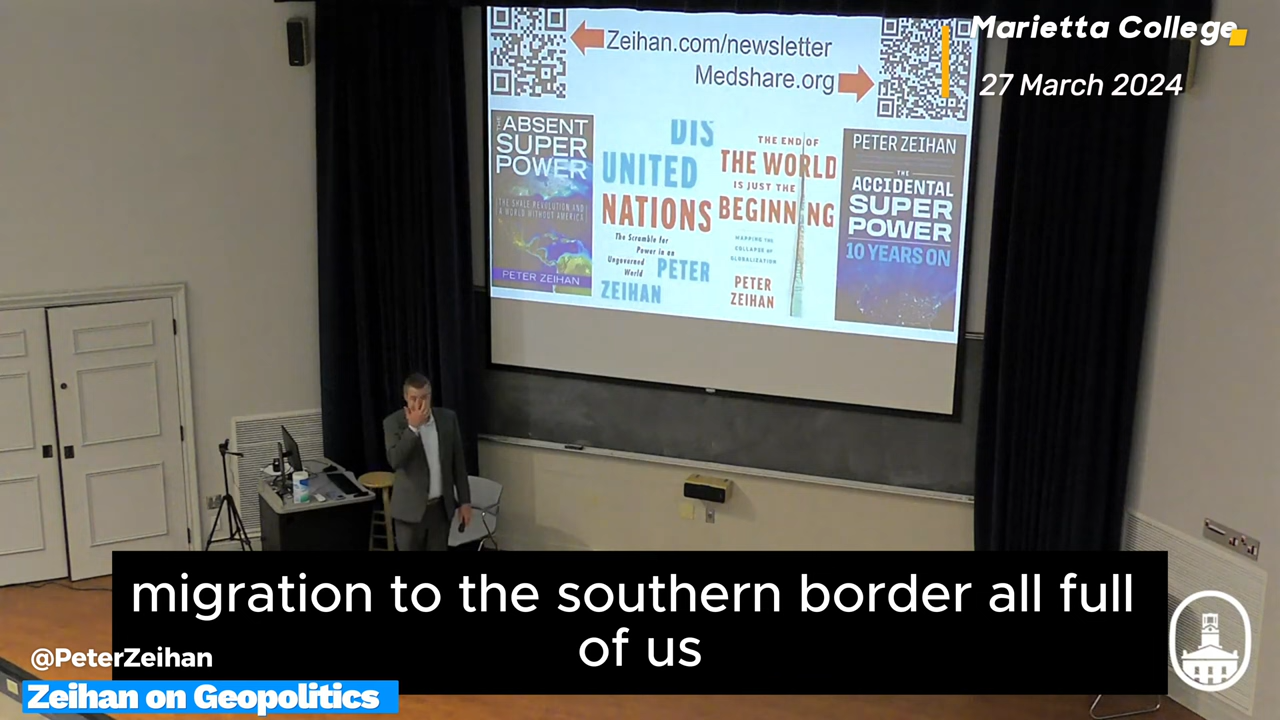 Marietta College
27 March 2024
Zeihan.com/newsletter
Medshare.org
THE
ABSENT
SUPER
POWER
THE SHALE REVOLUTION AND
A WORLD WITHOUT AMERICA
PETER ZEIHAN
DIS
UNITED
NATIONS
The Scramble for
Power in an
Ungoverned
World
PETER
ZEIHAN
THE END OF
THE WORLD
IS JUST THE
BEGINNING
MAPPING THE
COLLAPSE OF
GLOBALIZATION
PETER
ZEIHAN
PETER ZEIHAN
THE
ACCIDENTAL
SUPER
POWER
10 YEARS ON
migration to the southern border all full
of us
@PeterZeihan
Zeihan on Geopolitics